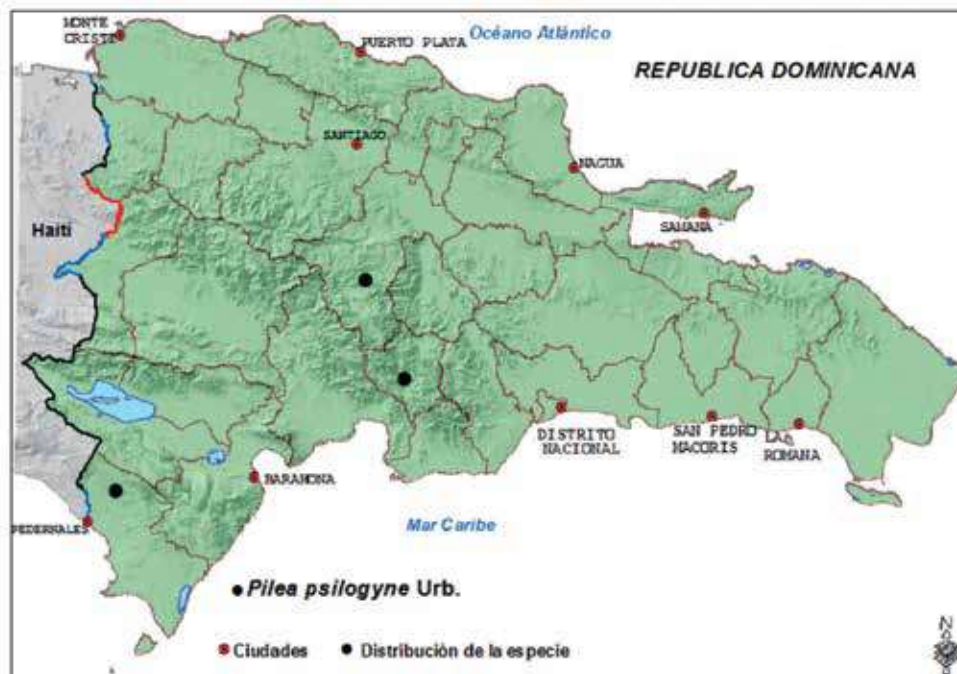 MONTE
CRISTI
PUERTO PLATA
Océano Atlántico
REPUBLICA DOMINICANA
SANTIAGO
NAGUA
SAMANA
Haití
DISTRITO
NACIONAL
SAN PEDRO
MACORIS
LA
ROMANA
BARAHONA
PEDERNALES
Mar Caribe
Pilea psilogyne Urb.
Ciudades
Distribución de la especie
N